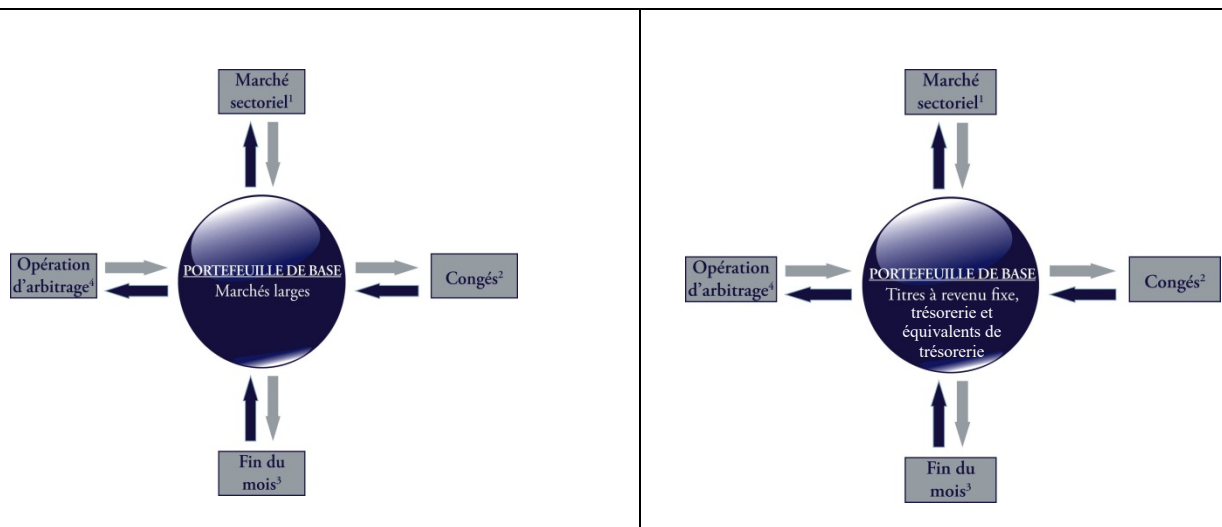 Marché
sectoriel¹
Opération
d'arbitrage⁴
PORTEFEUILLE DE BASE
Marchés larges
Congés²
Fin du
mois³
Marché
sectoriel¹
Opération
d'arbitrage⁴
PORTEFEUILLE DE BASE
Titres à revenu fixe,
trésorerie et
équivalents de
trésorerie
Congés²
Fin du
mois³